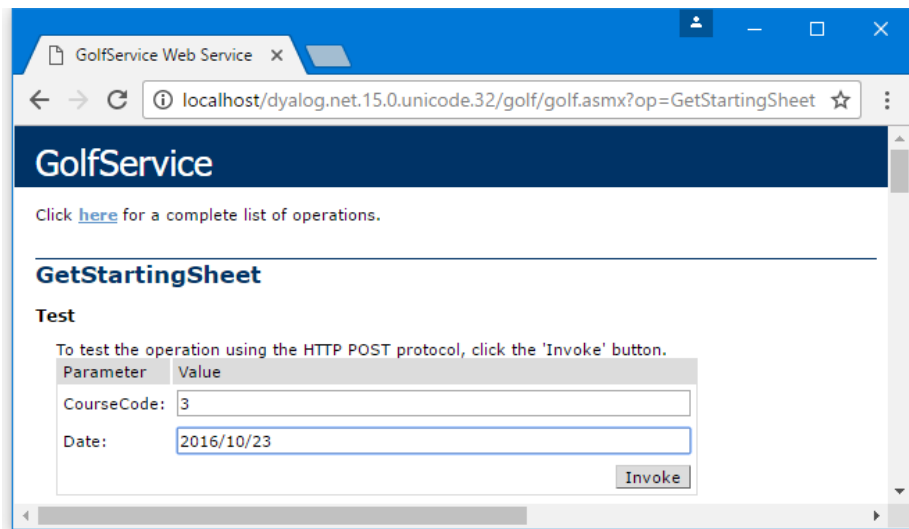 GolfService Web Service
localhost/dyalog.net.15.0.unicode.32/golf/golf.asmx?op=GetStartingSheet
GolfService
Click here for a complete list of operations.
GetStartingSheet
Test
To test the operation using the HTTP POST protocol, click the 'Invoke' button.
Parameter Value
CourseCode: 3
Date: 2016/10/23
Invoke